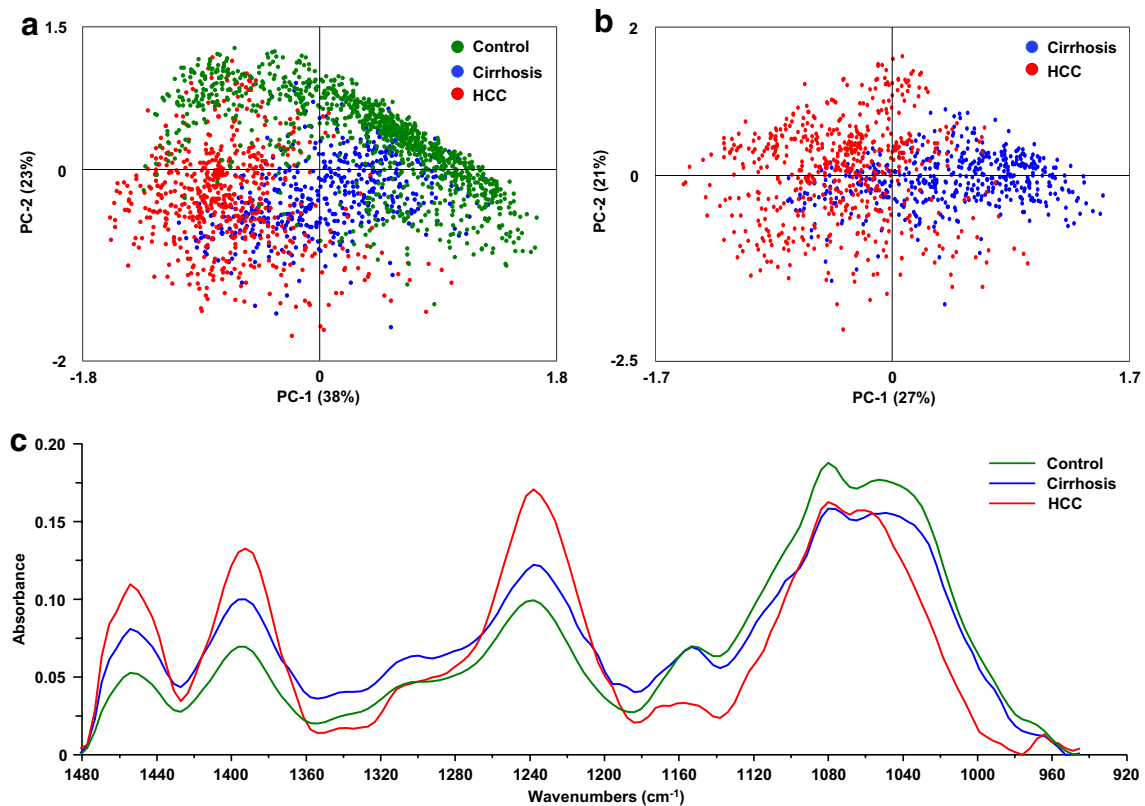 a
1.5
0
-2
PC-2 (23%)
-1.8
0
1.8
PC-1 (38%)
Control
Cirrhosis
HCC
b
2
0
-2.5
PC-2 (21%)
-1.7
0
1.7
PC-1 (27%)
Cirrhosis
HCC
c
0.20
0.15
0.10
0.05
0
Absorbance
Control
Cirrhosis
HCC
1480 1440 1400 1360 1320 1280 1240 1200 1160 1120 1080 1040 1000 960 920
Wavenumbers (cm-1)